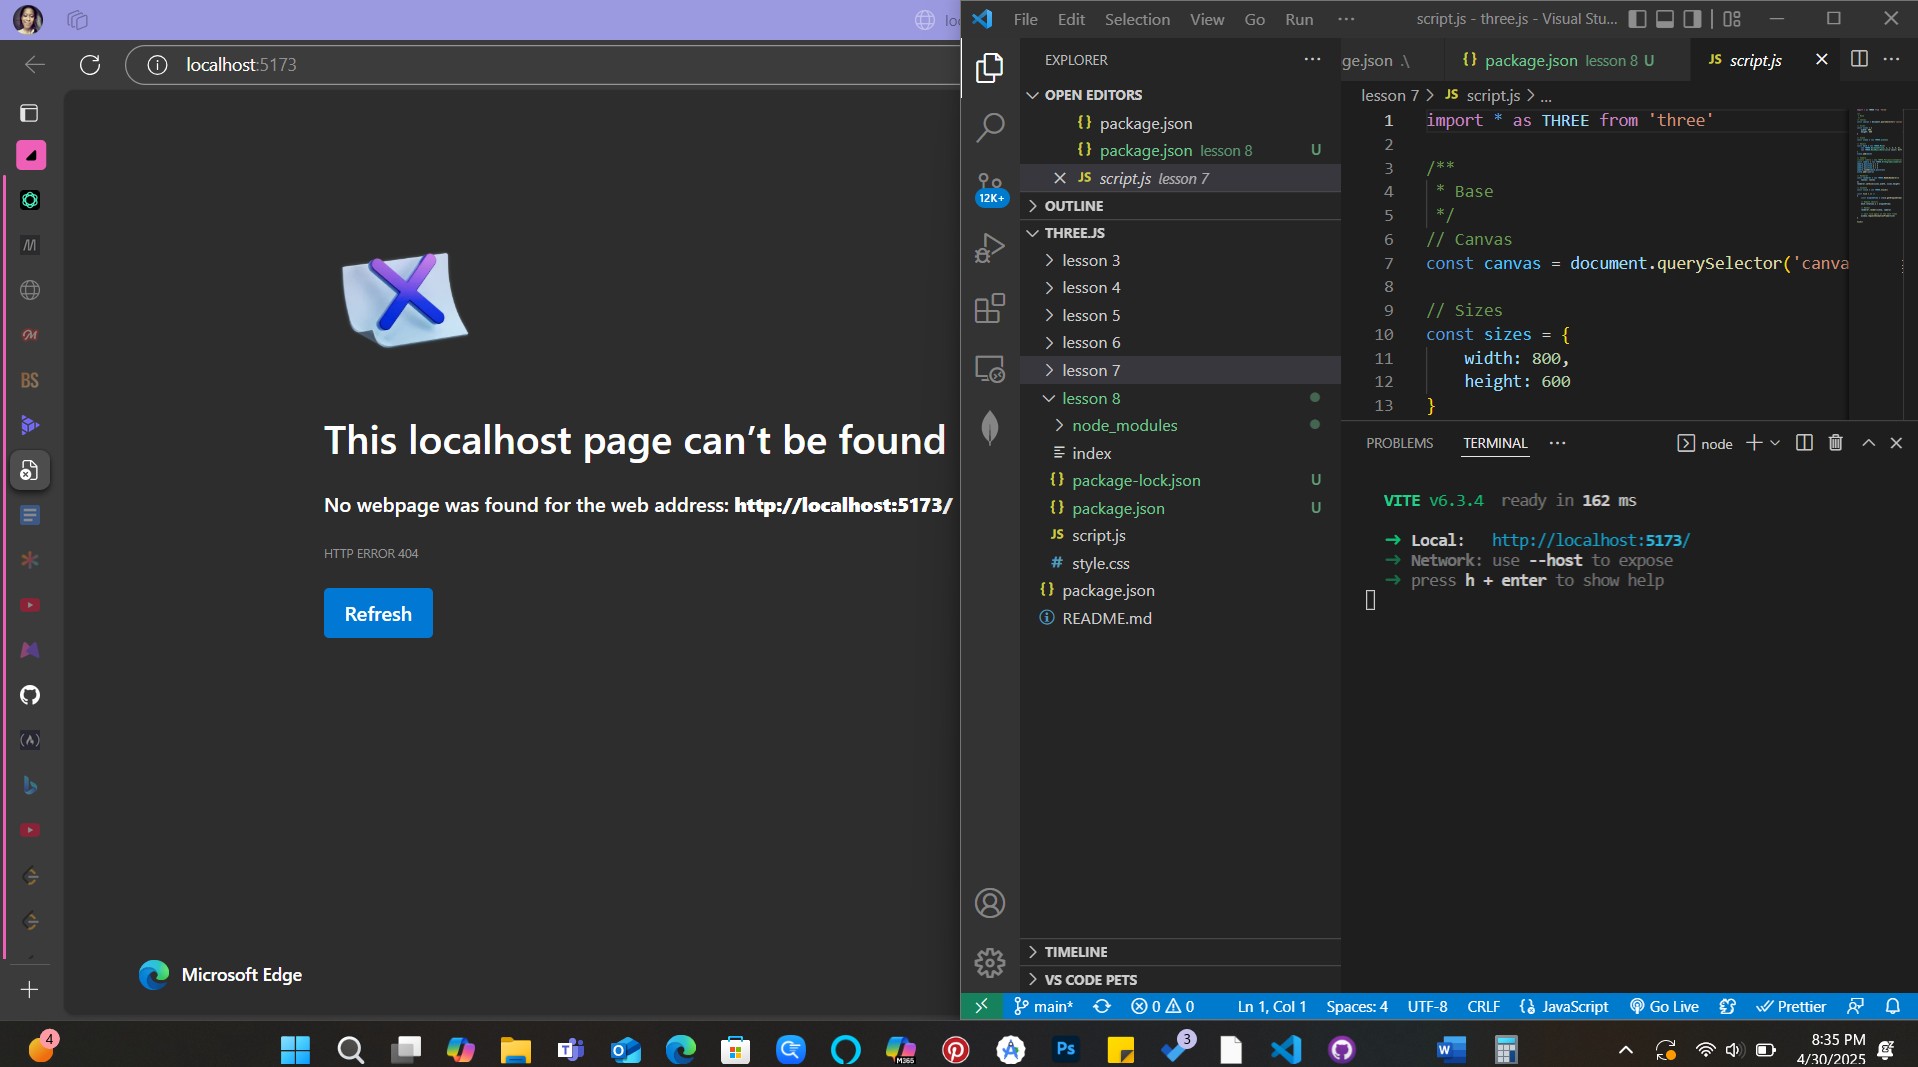 localhost:5173
This localhost page can't be found
No webpage was found for the web address: http://localhost:5173/
HTTP ERROR 404
Refresh
Microsoft Edge
File Edit Selection View Go Run ···
script.js - three.js - Visual Stu...
EXPLORER
OPEN EDITORS
package.json
package.json lesson 8 U
script.js lesson 7
OUTLINE
THREE.JS
lesson 3
lesson 4
lesson 5
lesson 6
lesson 7
lesson 8
node_modules
index
package-lock.json U
package.json U
script.js
style.css
package.json
README.md
TIMELINE
VS CODE PETS
12K+
ge.json .\
package.json lesson 8 U
JS script.js
lesson 7 > JS script.js > ...
1 import * as THREE from 'three'
2
3 /**
4 * Base
5 */
6 // Canvas
7 const canvas = document.querySelector('canva
8
9 // Sizes
10 const sizes = {
11 width: 800,
12 height: 600
13 }
PROBLEMS TERMINAL ··· node
VITE v6.3.4 ready in 162 ms
➜ Local: http://localhost:5173/
➜ Network: use --host to expose
➜ press h + enter to show help
main* 0 0 Ln 1, Col 1 Spaces: 4 UTF-8 CRLF {} JavaScript Go Live Prettier
BS
4
M365
Ps
3
W
8:35 PM
4/30/2025